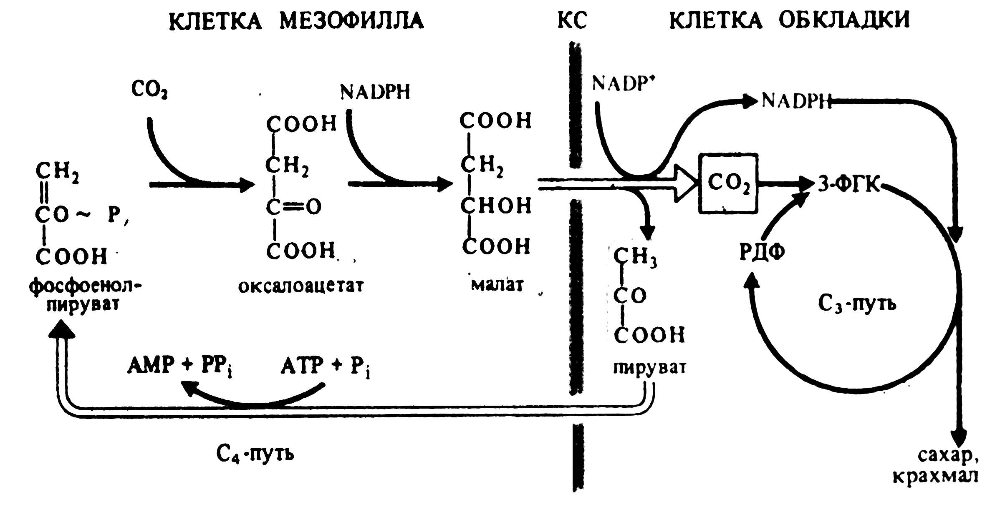 КЛЕТКА МЕЗОФИЛЛА
КС
КЛЕТКА ОБКЛАДКИ
CO₂
NADPH
NADP⁺
NADPH
CH₂
CO ~ P,
COOH
фосфоенол-
пируват
COOH
CH₂
C=O
COOH
оксалоацетат
COOH
CH₂
CHOH
COOH
малат
CO₂
3-ФГК
РДФ
C₃-путь
CH₃
CO
COOH
пируват
AMP + PPᵢ
ATP + Pᵢ
C₄-путь
сахар,
крахмал